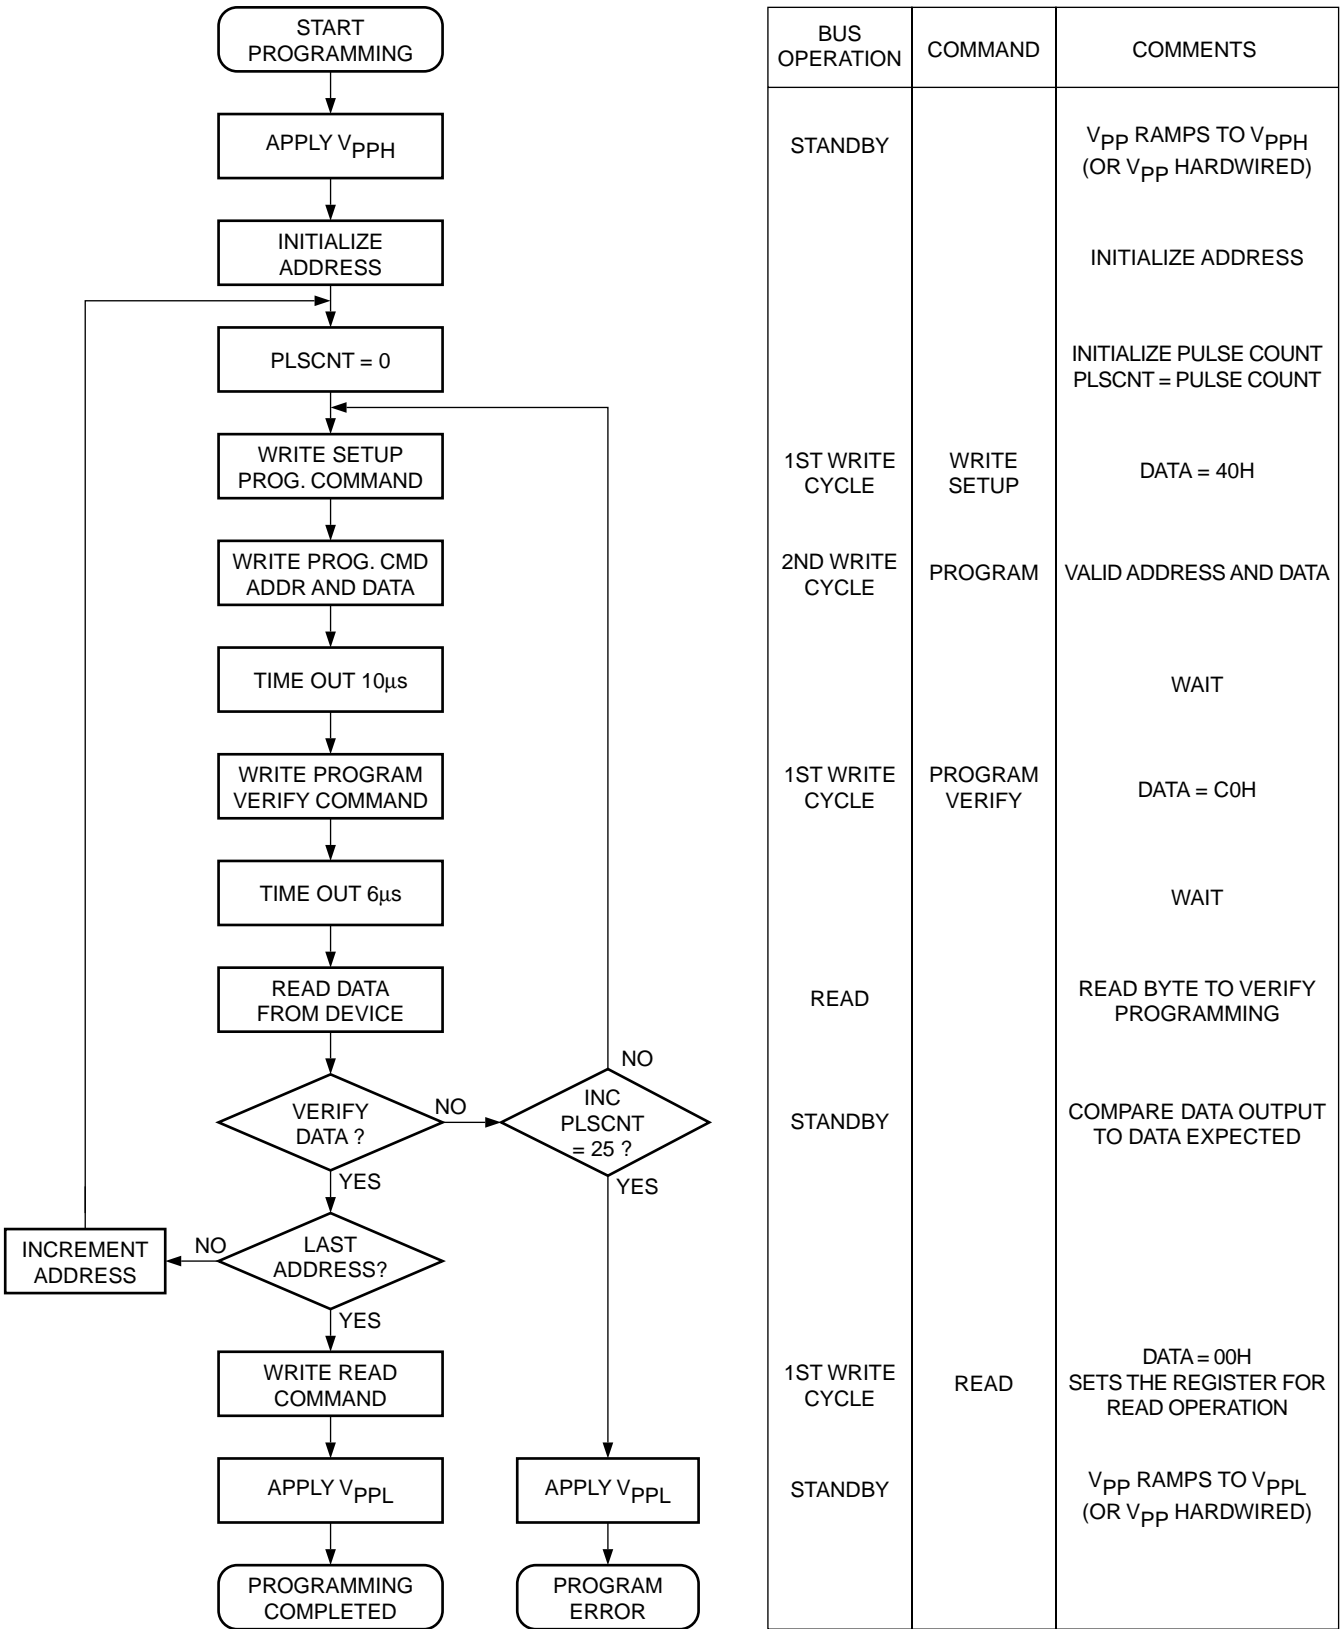 START
PROGRAMMING
APPLY VPPH
INITIALIZE
ADDRESS
PLSCNT = 0
WRITE SETUP
PROG. COMMAND
WRITE PROG. CMD
ADDR AND DATA
TIME OUT 10μs
WRITE PROGRAM
VERIFY COMMAND
TIME OUT 6μs
READ DATA
FROM DEVICE
VERIFY
DATA ?
NO
YES
INC
PLSCNT
= 25 ?
NO
YES
LAST
ADDRESS?
NO
YES
INCREMENT
ADDRESS
WRITE READ
COMMAND
APPLY VPPL
APPLY VPPL
PROGRAMMING
COMPLETED
PROGRAM
ERROR
BUS
OPERATION
COMMAND
COMMENTS
STANDBY
VPP RAMPS TO VPPH
(OR VPP HARDWIRED)
INITIALIZE ADDRESS
INITIALIZE PULSE COUNT
PLSCNT = PULSE COUNT
1ST WRITE
CYCLE
WRITE
SETUP
DATA = 40H
2ND WRITE
CYCLE
PROGRAM
VALID ADDRESS AND DATA
WAIT
1ST WRITE
CYCLE
PROGRAM
VERIFY
DATA = C0H
WAIT
READ
READ BYTE TO VERIFY
PROGRAMMING
STANDBY
COMPARE DATA OUTPUT
TO DATA EXPECTED
1ST WRITE
CYCLE
READ
DATA = 00H
SETS THE REGISTER FOR
READ OPERATION
STANDBY
VPP RAMPS TO VPPL
(OR VPP HARDWIRED)